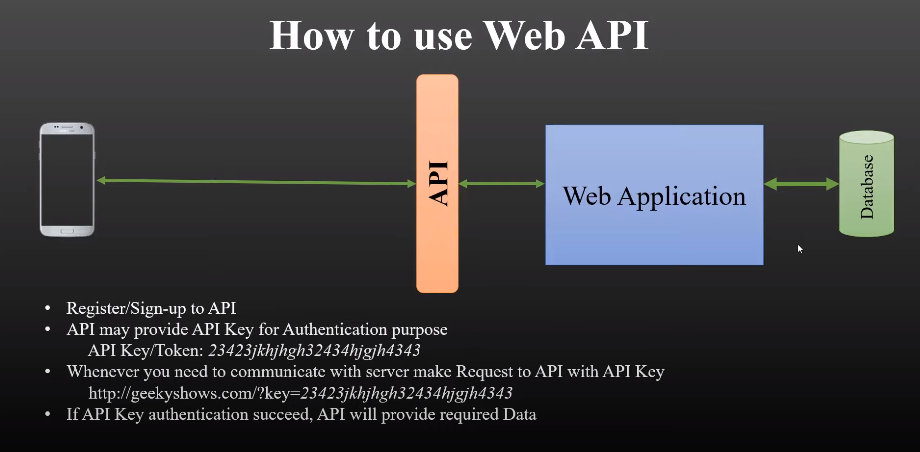 How to use Web API
API
Web Application
Database
• Register/Sign-up to API
• API may provide API Key for Authentication purpose
API Key/Token: 23423jkhjhgh32434hjgjh4343
• Whenever you need to communicate with server make Request to API with API Key
http://geekyshows.com/?key=23423jkhjhgh32434hjgjh4343
• If API Key authentication succeed, API will provide required Data